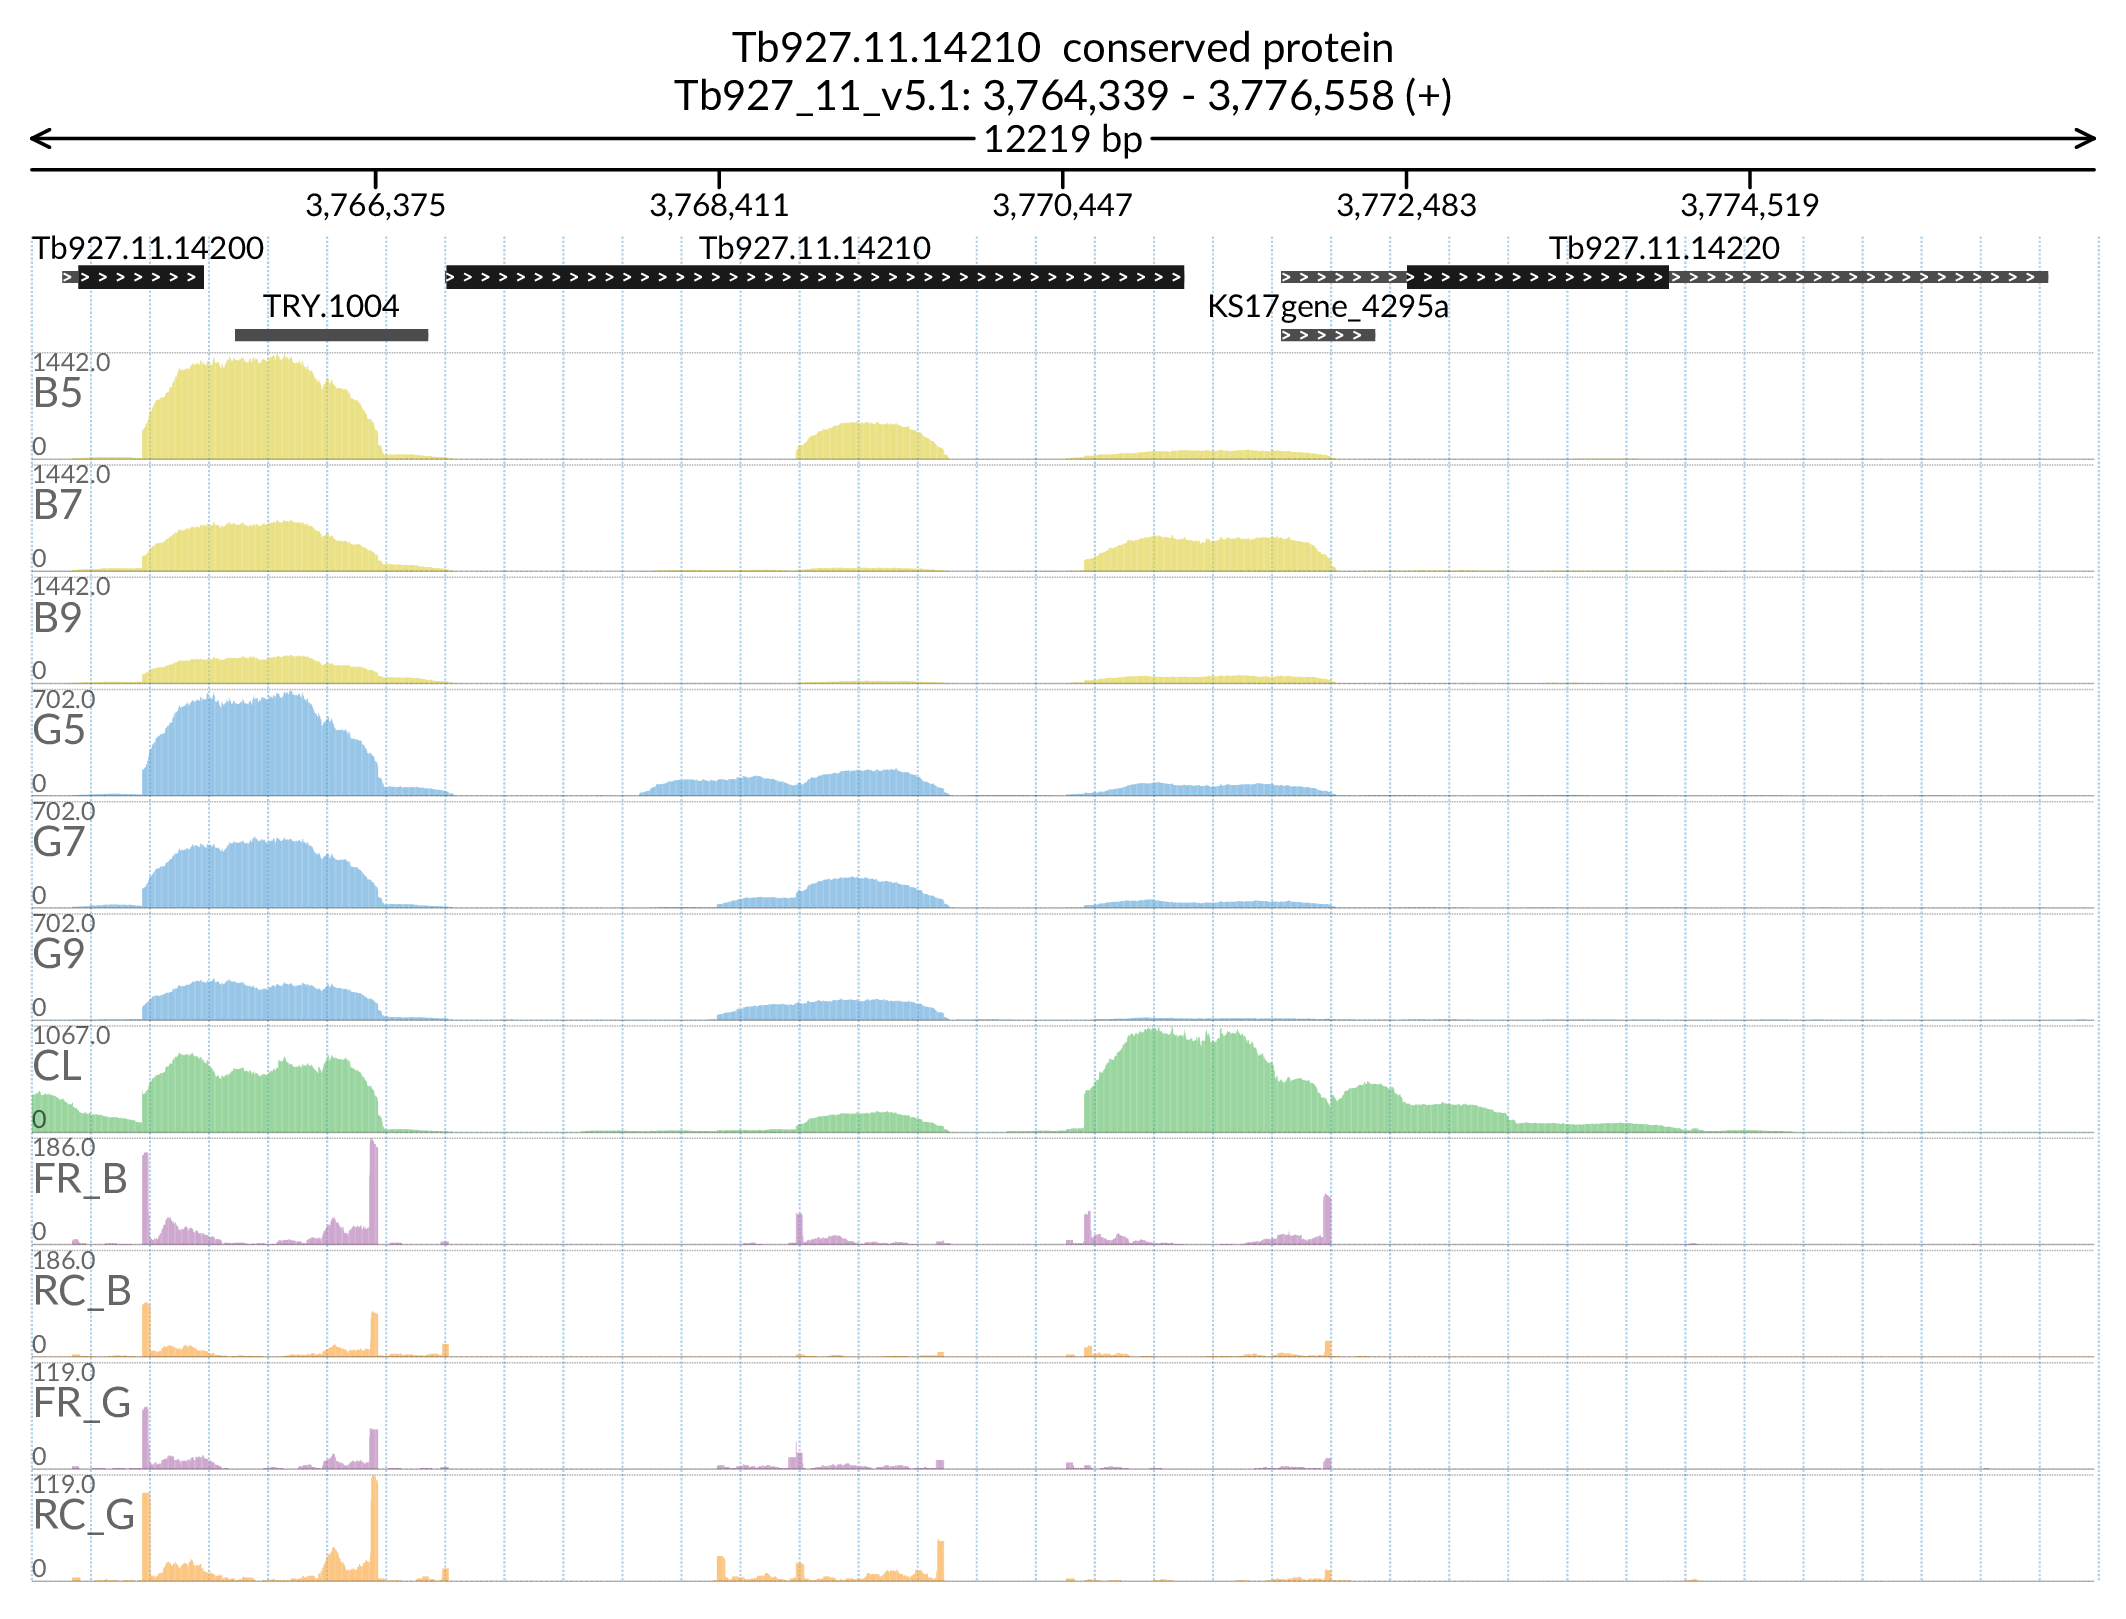 Tb927.11.14210  conserved protein
Tb927_11_v5.1: 3,764,339 - 3,776,558 (+)
12219 bp
3,766,375 3,768,411 3,770,447 3,772,483 3,774,519
Tb927.11.14200 Tb927.11.14210 Tb927.11.14220
TRY.1004 KS17gene_4295a
1442.0
B5
0
1442.0
B7
0
1442.0
B9
0
702.0
G5
0
702.0
G7
0
702.0
G9
0
1067.0
CL
0
186.0
FR_B
0
186.0
RC_B
0
119.0
FR_G
0
119.0
RC_G
0